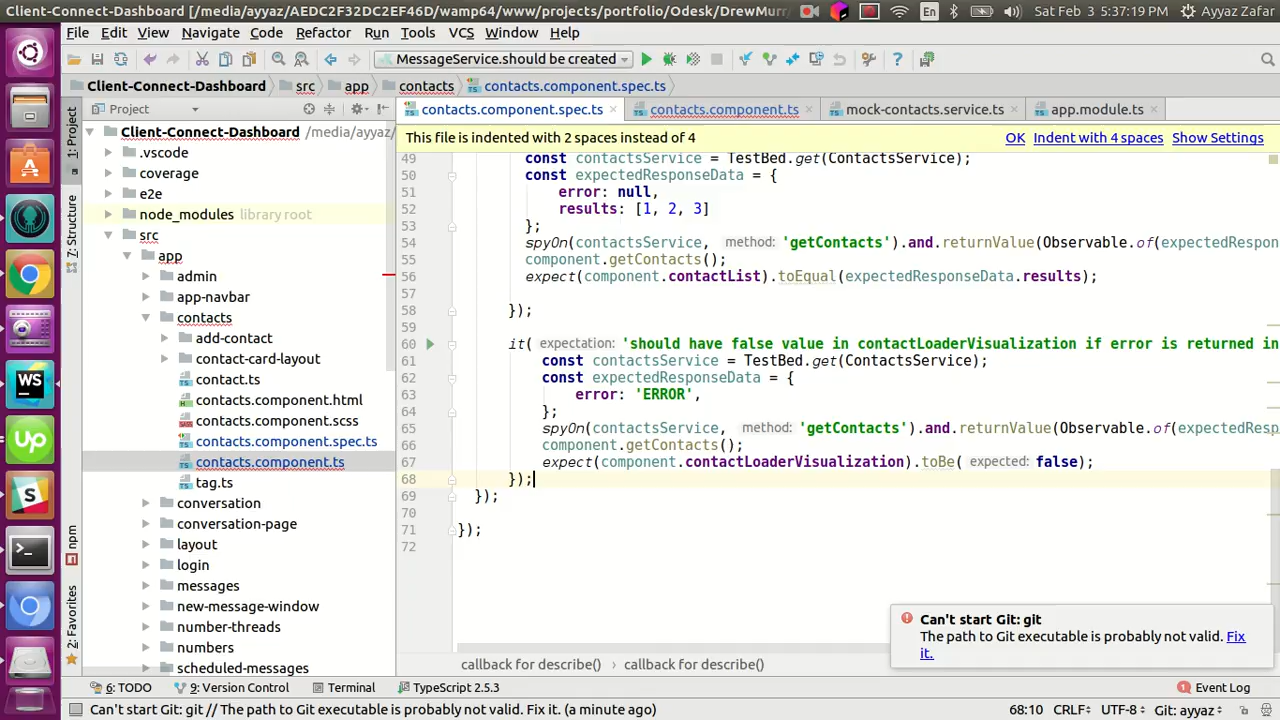 Client-Connect-Dashboard [/media/ayyaz/AEDC2F32DC2EF46D/wamp64/www/projects/portfolio/Odesk/DrewMurr
En
Sat Feb 3 5:37:19 PM
Ayyaz Zafar
File Edit View Navigate Code Refactor Run Tools VCS Window Help
MessageService.should be created
Client-Connect-Dashboard src app contacts contacts.component.spec.ts
Project
contacts.component.spec.ts contacts.component.ts mock-contacts.service.ts app.module.ts
1: Project
7: Structure
npm
2: Favorites
Client-Connect-Dashboard /media/ayyaz/
.vscode
coverage
e2e
node_modules library root
src
app
admin
app-navbar
contacts
add-contact
contact-card-layout
contact.ts
contacts.component.html
contacts.component.scss
contacts.component.spec.ts
contacts.component.ts
tag.ts
conversation
conversation-page
layout
login
messages
new-message-window
number-threads
numbers
scheduled-messages
This file is indented with 2 spaces instead of 4 OK Indent with 4 spaces Show Settings
49 const contactsService = TestBed.get(ContactsService);
50 const expectedResponseData = {
51 error: null,
52 results: [1, 2, 3]
53 };
54 spyOn(contactsService, method: 'getContacts').and.returnValue(Observable.of(expectedRespon
55 component.getContacts();
56 expect(component.contactList).toEqual(expectedResponseData.results);
57
58 });
59
60 it( expectation: 'should have false value in contactLoaderVisualization if error is returned in
61 const contactsService = TestBed.get(ContactsService);
62 const expectedResponseData = {
63 error: 'ERROR',
64 };
65 spyOn(contactsService, method: 'getContacts').and.returnValue(Observable.of(expectedResp
66 component.getContacts();
67 expect(component.contactLoaderVisualization).toBe( expected: false);
68 });
69 });
70
71 });
72
Can't start Git: git
The path to Git executable is probably not valid. Fix
it.
callback for describe() callback for describe()
6: TODO 9: Version Control Terminal TypeScript 2.5.3 1 Event Log
Can't start Git: git // The path to Git executable is probably not valid. Fix it. (a minute ago) 68:10 CRLF UTF-8 Git: ayyaz